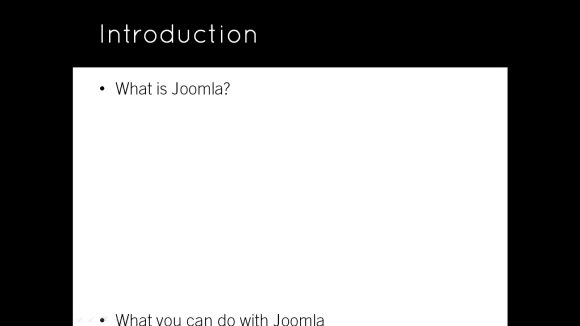 Introduction
• What is Joomla?
• What you can do with Joomla